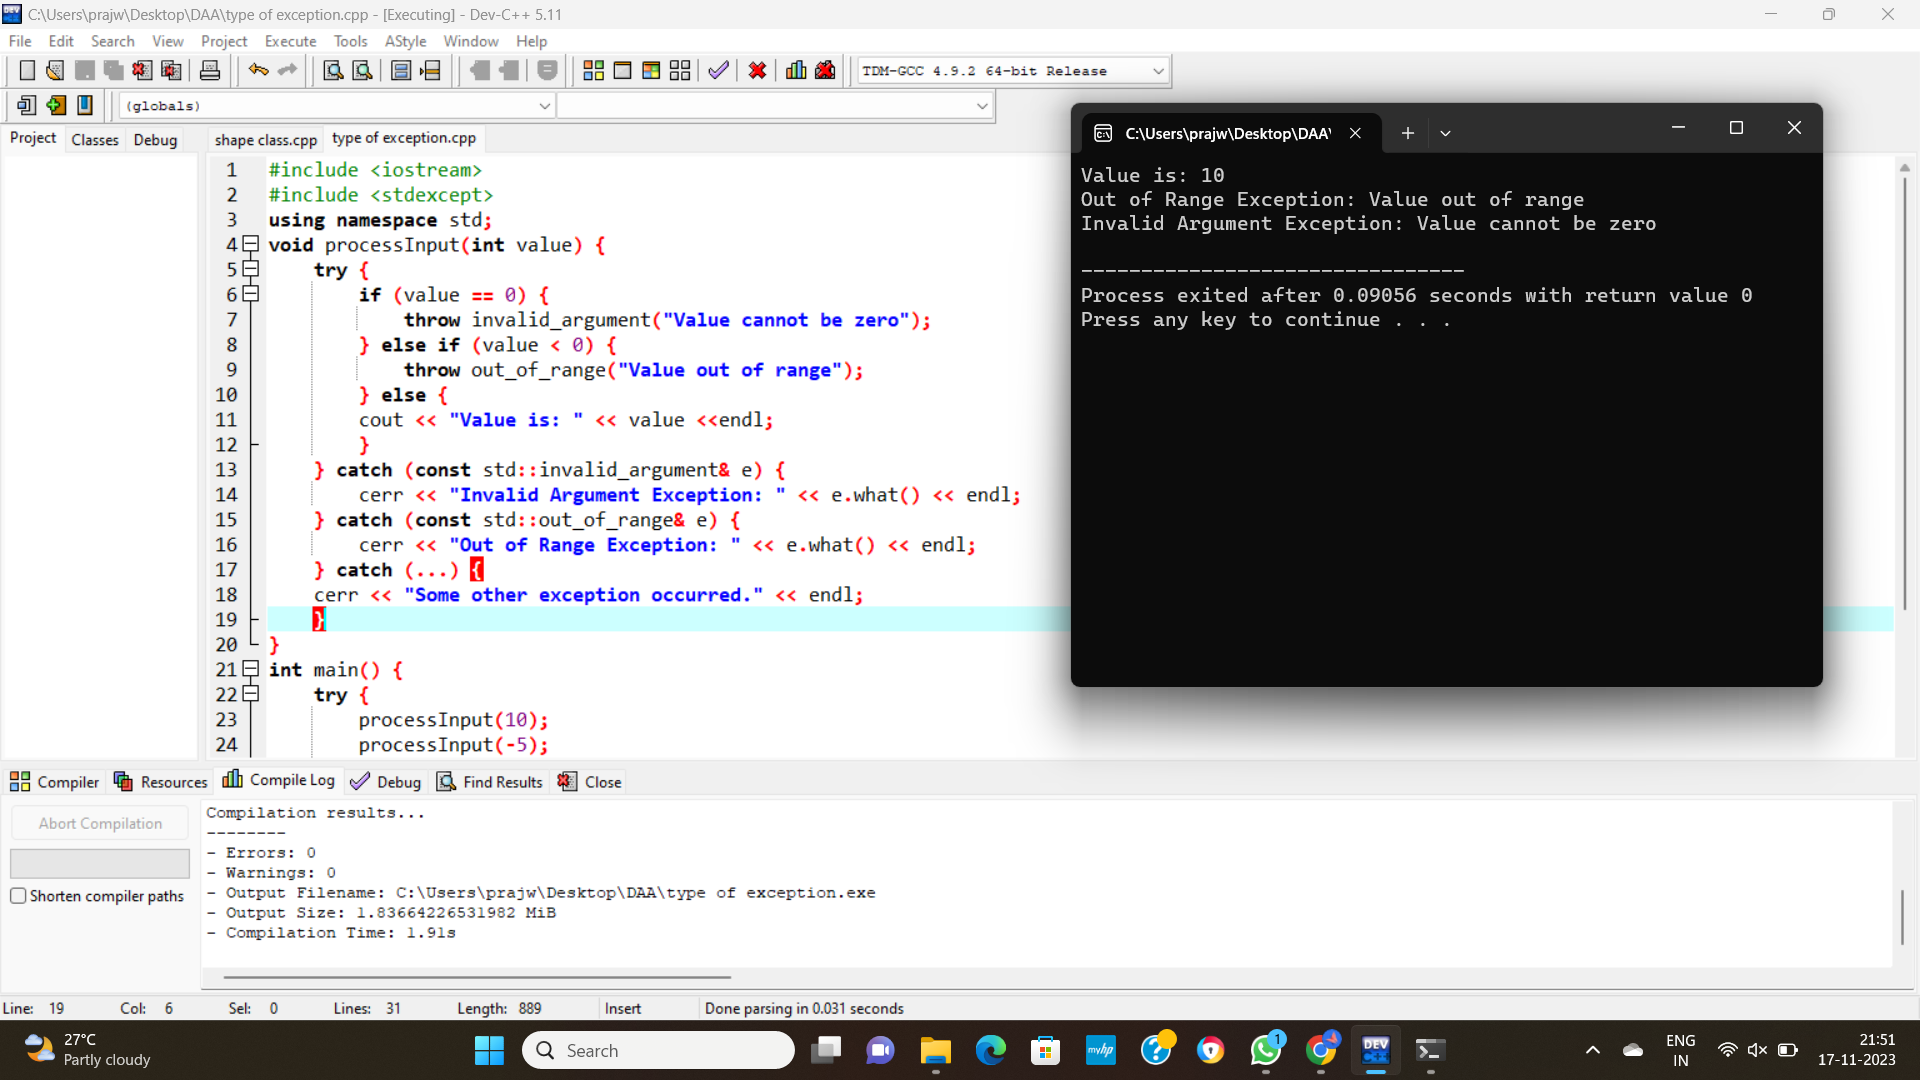 C:\Users\prajw\Desktop\DAA\type of exception.cpp - [Executing] - Dev-C++ 5.11
File Edit Search View Project Execute Tools AStyle Window Help
TDM-GCC 4.9.2 64-bit Release
(globals)
Project Classes Debug
shape class.cpp type of exception.cpp
1 #include <iostream>
2 #include <stdexcept>
3 using namespace std;
4 void processInput(int value) {
5 try {
6 if (value == 0) {
7 throw invalid_argument("Value cannot be zero");
8 } else if (value < 0) {
9 throw out_of_range("Value out of range");
10 } else {
11 cout << "Value is: " << value <<endl;
12 }
13 } catch (const std::invalid_argument& e) {
14 cerr << "Invalid Argument Exception: " << e.what() << endl;
15 } catch (const std::out_of_range& e) {
16 cerr << "Out of Range Exception: " << e.what() << endl;
17 } catch (...) {
18 cerr << "Some other exception occurred." << endl;
19 }
20 }
21 int main() {
22 try {
23 processInput(10);
24 processInput(-5);
C:\Users\prajw\Desktop\DAA\
Value is: 10
Out of Range Exception: Value out of range
Invalid Argument Exception: Value cannot be zero
--------------------------------
Process exited after 0.09056 seconds with return value 0
Press any key to continue . . .
Compiler Resources Compile Log Debug Find Results Close
Abort Compilation
Shorten compiler paths
Compilation results...
--------
- Errors: 0
- Warnings: 0
- Output Filename: C:\Users\prajw\Desktop\DAA\type of exception.exe
- Output Size: 1.83664226531982 MiB
- Compilation Time: 1.91s
Line: 19 Col: 6 Sel: 0 Lines: 31 Length: 889 Insert Done parsing in 0.031 seconds
27°C
Partly cloudy
Search
myhp
1
DEV
C++
ENG
IN
21:51
17-11-2023